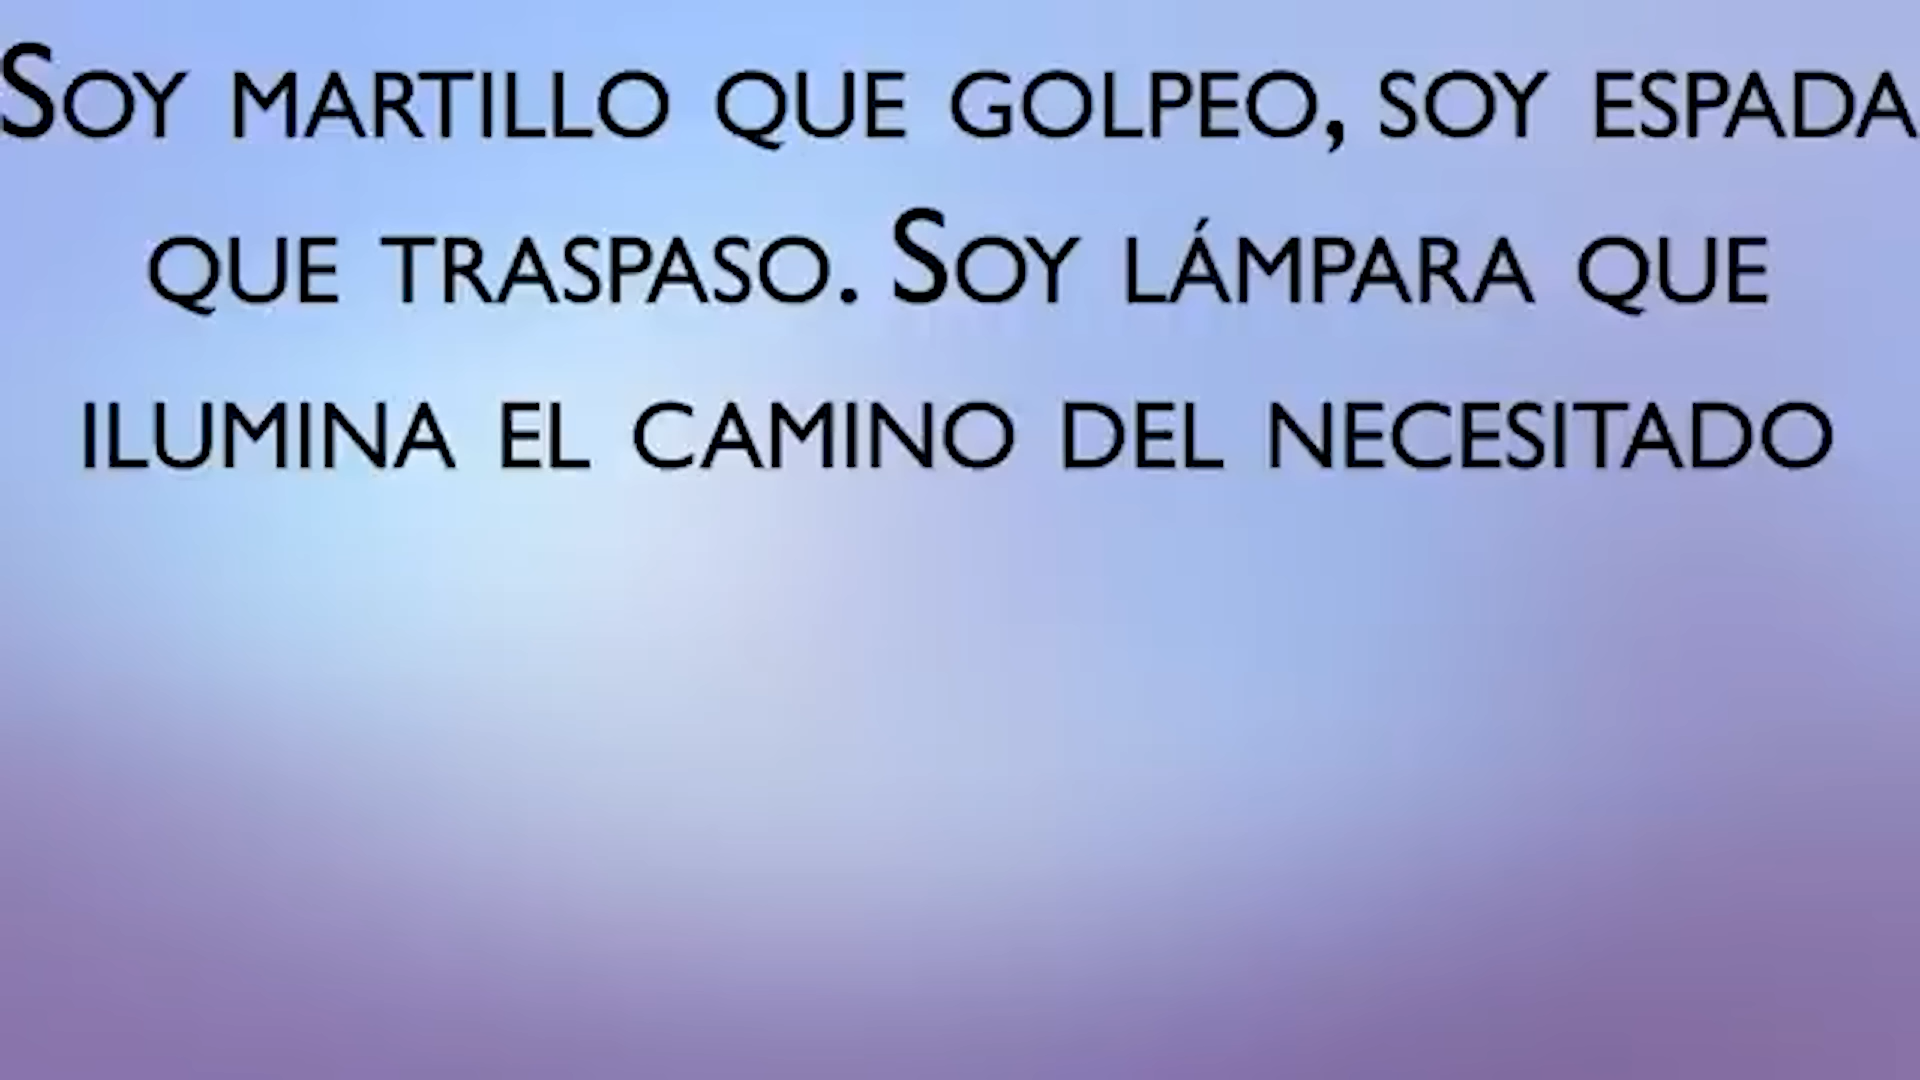 Soy martillo que golpeo, soy espada
que traspaso. Soy lámpara que
ilumina el camino del necesitado